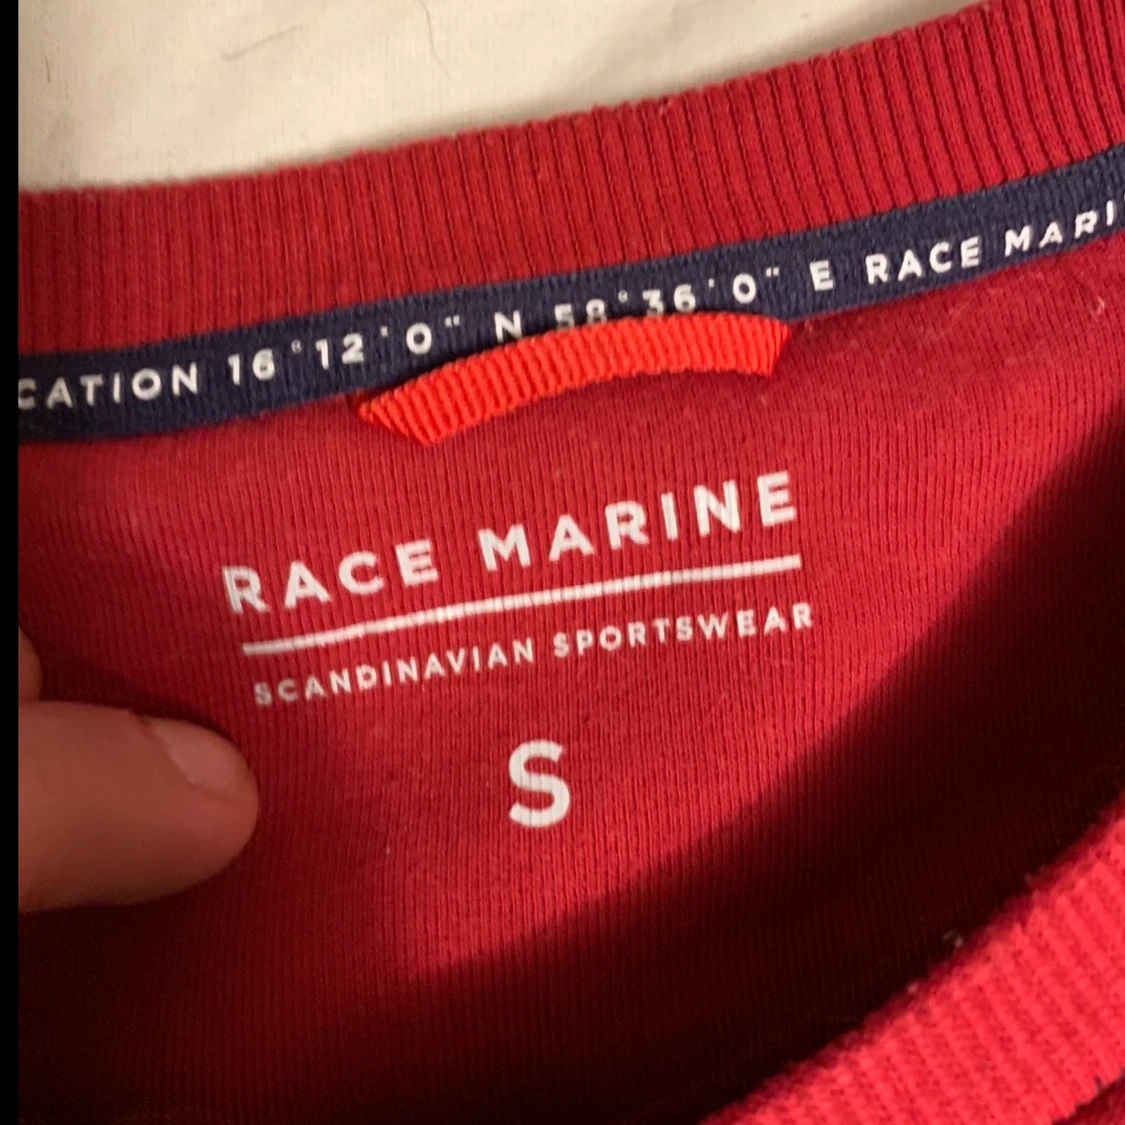 CATION 16°12'0" N 58°36'0" E RACE MARI
RACE MARINE
SCANDINAVIAN SPORTSWEAR
S